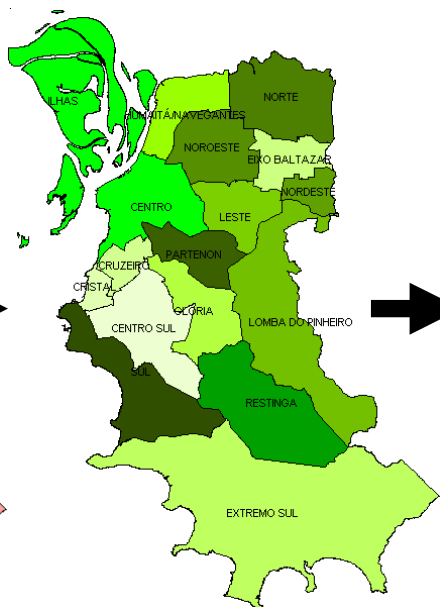 ILHAS
NORTE
HUMAITÁ/NAVEGANTES
NOROESTE
EIXO BALTAZAR
NORDESTE
CENTRO
LESTE
PARTENON
CRUZEIRO
CRISTAL
GLÓRIA
CENTRO SUL
LOMBA DO PINHEIRO
SUL
RESTINGA
EXTREMO SUL